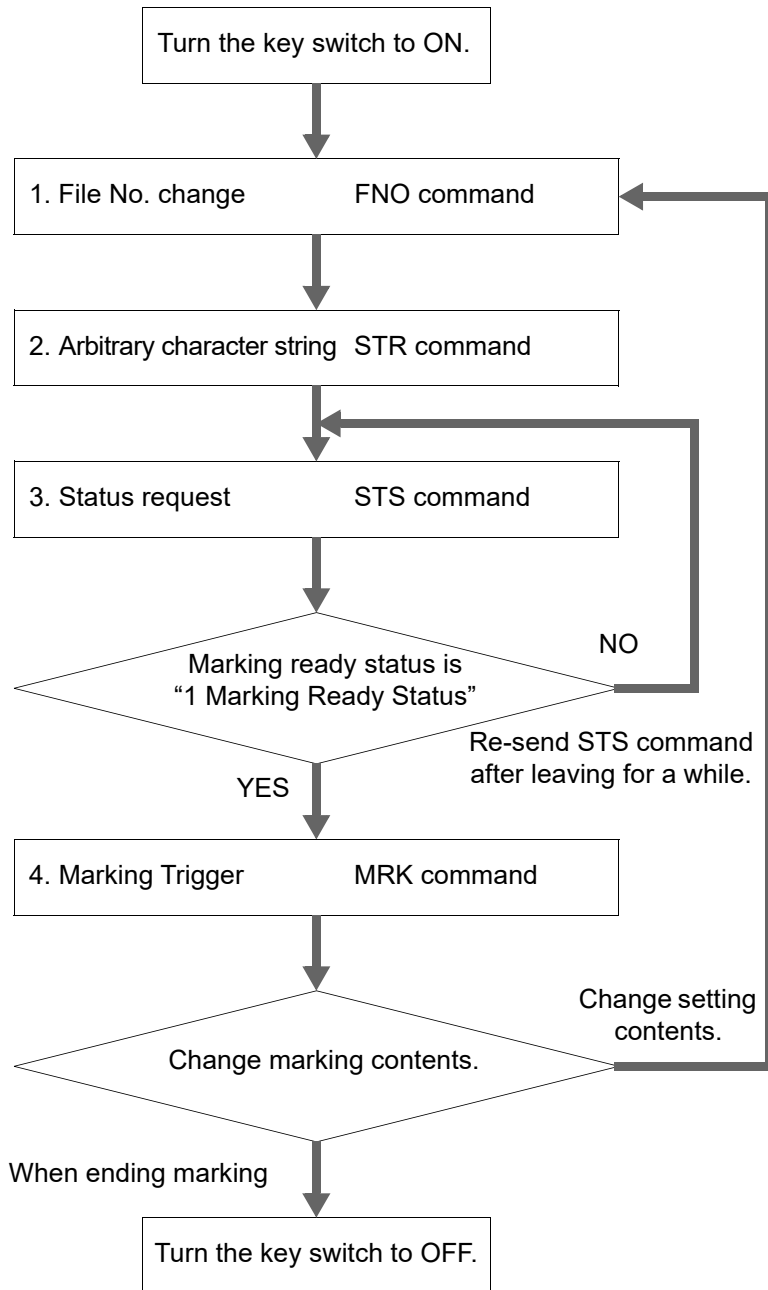 Turn the key switch to ON.
1. File No. change FNO command
2. Arbitrary character string STR command
3. Status request STS command
Marking ready status is
“1 Marking Ready Status”
NO
Re-send STS command
after leaving for a while.
YES
4. Marking Trigger MRK command
Change setting
contents.
Change marking contents.
When ending marking
Turn the key switch to OFF.